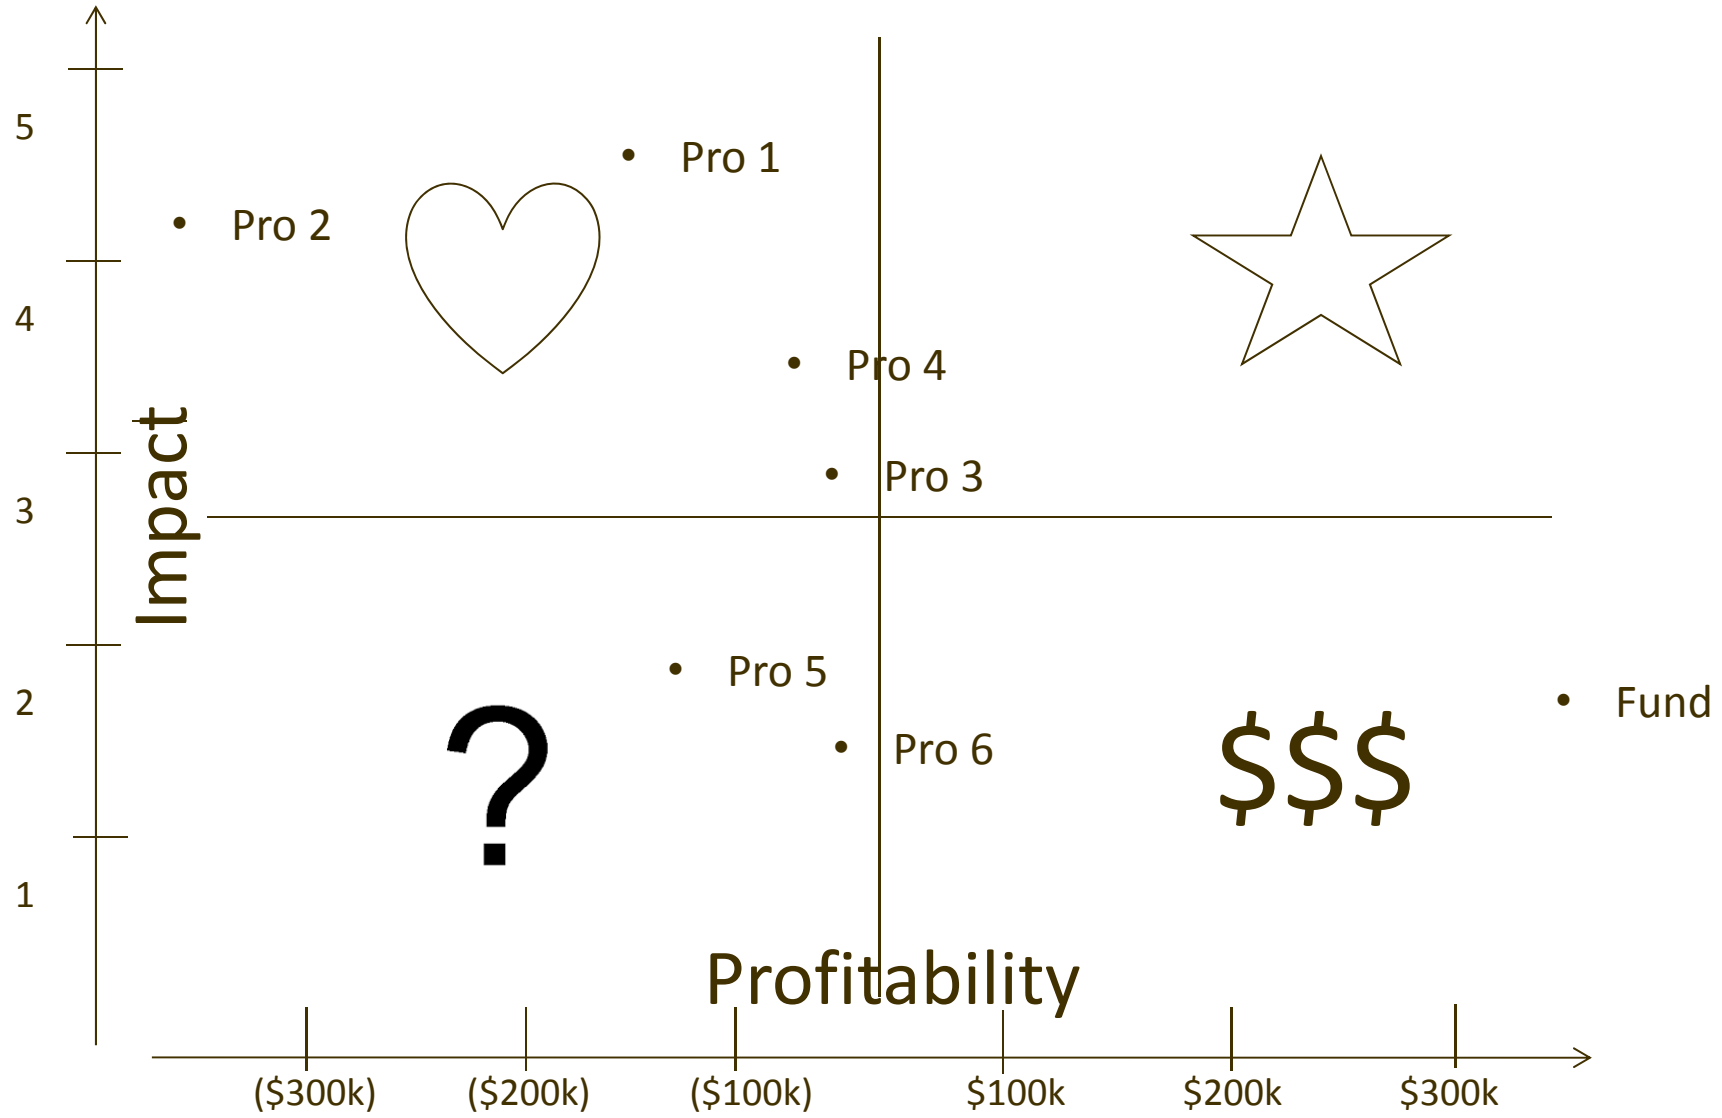 5
Pro 1
Pro 2
4
Pro 4
Impact
Pro 3
3
Pro 5
2
Fund
?
$$$
Pro 6
1
Profitability
($300k)
($200k)
($100k)
$100k
$200k
$300k